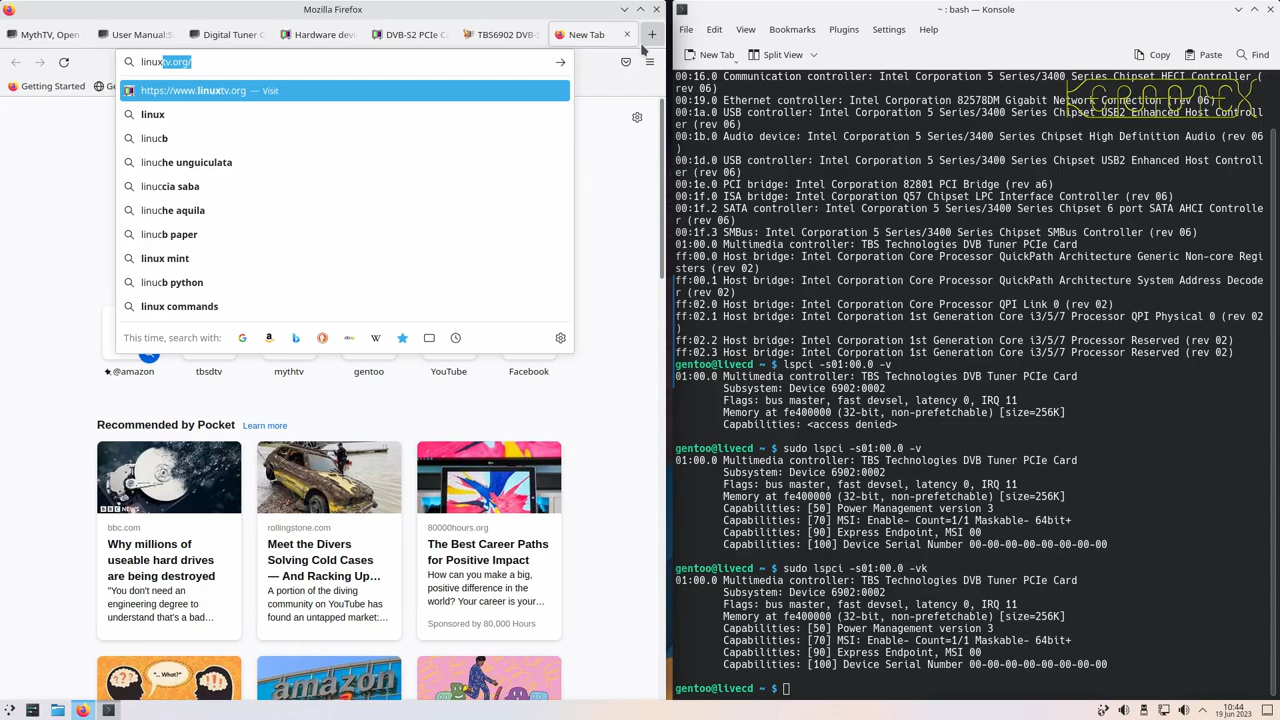 Mozilla Firefox
MythTV, Open
User Manual:S
Digital Tuner C
Hardware devi
DVB-S2 PCIe C
TBS6902 DVB-
New Tab
linuxtv.org/
Getting Started
https://www.linuxtv.org — Visit
linux
linucb
linuche unguiculata
linuccia saba
linuche aquila
linucb paper
linux mint
linucb python
linux commands
This time, search with:
@amazon
tbsdtv
mythtv
gentoo
YouTube
Facebook
Recommended by Pocket
Learn more
BBC NEWS
bbc.com
Why millions of
useable hard drives
are being destroyed
"You don't need an
engineering degree to
understand that's a bad…
rollingstone.com
Meet the Divers
Solving Cold Cases
— And Racking Up…
A portion of the diving
community on YouTube has
found an untapped market:…
80000hours.org
The Best Career Paths
for Positive Impact
How can you make a big,
positive difference in the
world? Your career is your…
Sponsored by 80,000 Hours
"... What!"
amazon
~ : bash — Konsole
File Edit View Bookmarks Plugins Settings Help
New Tab Split View Copy Paste Find
00:16.0 Communication controller: Intel Corporation 5 Series/3400 Series Chipset HECI Controller (
rev 06)
00:19.0 Ethernet controller: Intel Corporation 82578DM Gigabit Network Connection (rev 06)
00:1a.0 USB controller: Intel Corporation 5 Series/3400 Series Chipset USB2 Enhanced Host Controll
er (rev 06)
00:1b.0 Audio device: Intel Corporation 5 Series/3400 Series Chipset High Definition Audio (rev 06
)
00:1d.0 USB controller: Intel Corporation 5 Series/3400 Series Chipset USB2 Enhanced Host Controll
er (rev 06)
00:1e.0 PCI bridge: Intel Corporation 82801 PCI Bridge (rev a6)
00:1f.0 ISA bridge: Intel Corporation Q57 Chipset LPC Interface Controller (rev 06)
00:1f.2 SATA controller: Intel Corporation 5 Series/3400 Series Chipset 6 port SATA AHCI Controlle
r (rev 06)
00:1f.3 SMBus: Intel Corporation 5 Series/3400 Series Chipset SMBus Controller (rev 06)
01:00.0 Multimedia controller: TBS Technologies DVB Tuner PCIe Card
ff:00.0 Host bridge: Intel Corporation Core Processor QuickPath Architecture Generic Non-core Regi
sters (rev 02)
ff:00.1 Host bridge: Intel Corporation Core Processor QuickPath Architecture System Address Decode
r (rev 02)
ff:02.0 Host bridge: Intel Corporation Core Processor QPI Link 0 (rev 02)
ff:02.1 Host bridge: Intel Corporation 1st Generation Core i3/5/7 Processor QPI Physical 0 (rev 02
)
ff:02.2 Host bridge: Intel Corporation 1st Generation Core i3/5/7 Processor Reserved (rev 02)
ff:02.3 Host bridge: Intel Corporation 1st Generation Core i3/5/7 Processor Reserved (rev 02)
gentoo@livecd ~ $ lspci -s01:00.0 -v
01:00.0 Multimedia controller: TBS Technologies DVB Tuner PCIe Card
Subsystem: Device 6902:0002
Flags: bus master, fast devsel, latency 0, IRQ 11
Memory at fe400000 (32-bit, non-prefetchable) [size=256K]
Capabilities: <access denied>
gentoo@livecd ~ $ sudo lspci -s01:00.0 -v
01:00.0 Multimedia controller: TBS Technologies DVB Tuner PCIe Card
Subsystem: Device 6902:0002
Flags: bus master, fast devsel, latency 0, IRQ 11
Memory at fe400000 (32-bit, non-prefetchable) [size=256K]
Capabilities: [50] Power Management version 3
Capabilities: [70] MSI: Enable- Count=1/1 Maskable- 64bit+
Capabilities: [90] Express Endpoint, MSI 00
Capabilities: [100] Device Serial Number 00-00-00-00-00-00-00-00
gentoo@livecd ~ $ sudo lspci -s01:00.0 -vk
01:00.0 Multimedia controller: TBS Technologies DVB Tuner PCIe Card
Subsystem: Device 6902:0002
Flags: bus master, fast devsel, latency 0, IRQ 11
Memory at fe400000 (32-bit, non-prefetchable) [size=256K]
Capabilities: [50] Power Management version 3
Capabilities: [70] MSI: Enable- Count=1/1 Maskable- 64bit+
Capabilities: [90] Express Endpoint, MSI 00
Capabilities: [100] Device Serial Number 00-00-00-00-00-00-00-00
gentoo@livecd ~ $
10:44
19 Jun 2023